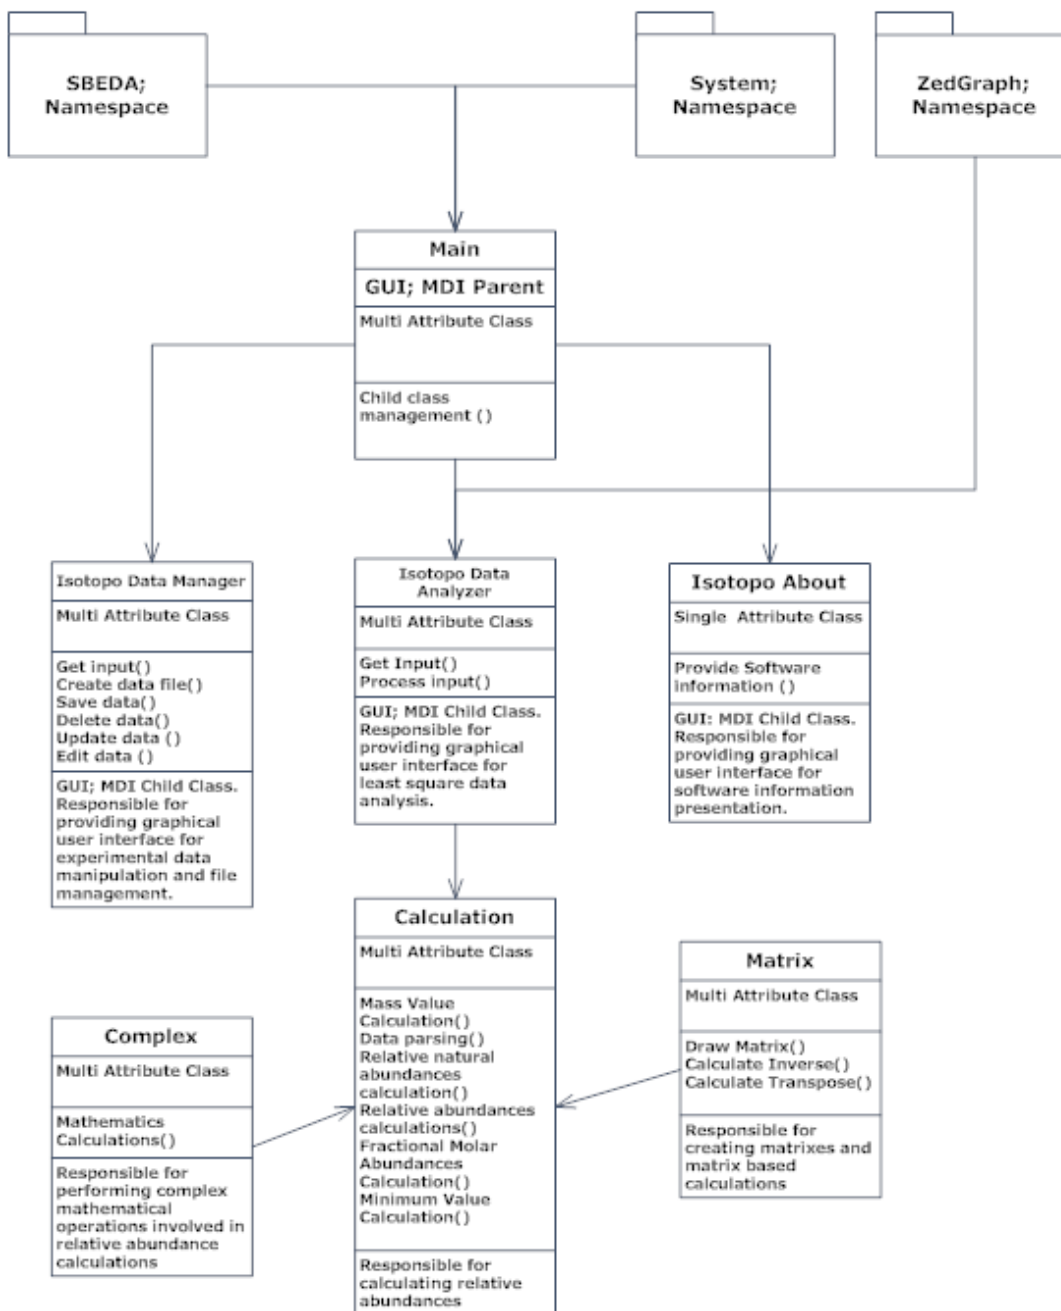 SBEDA;
Namespace
System;
Namespace
ZedGraph;
Namespace
Main
GUI; MDI Parent
Multi Attribute Class
Child class
management ()
Isotopo Data Manager
Multi Attribute Class
Get input()
Create data file()
Save data()
Delete data()
Update data ()
Edit data ()
GUI; MDI Child Class.
Responsible for
providing graphical
user interface for
experimental data
manipulation and file
management.
Isotopo Data
Analyzer
Multi Attribute Class
Get Input()
Process input()
GUI; MDI Child Class.
Responsible for
providing graphical
user interface for
least square data
analysis.
Isotopo About
Single  Attribute Class
Provide Software
information ()
GUI: MDI Child Class.
Responsible for
providing graphical
user interface for
software information
presentation.
Calculation
Multi Attribute Class
Mass Value
Calculation()
Data parsing()
Relative natural
abundances
calculation()
Relative abundances
calculations()
Fractional Molar
Abundances
Calculation()
Minimum Value
Calculation()
Responsible for
calculating relative
abundances
Complex
Multi Attribute Class
Mathematics
Calculations()
Responsible for
performing complex
mathematical
operations involved in
relative abundance
calculations
Matrix
Multi Attribute Class
Draw Matrix()
Calculate Inverse()
Calculate Transpose()
Responsible for
creating matrixes and
matrix based
calculations